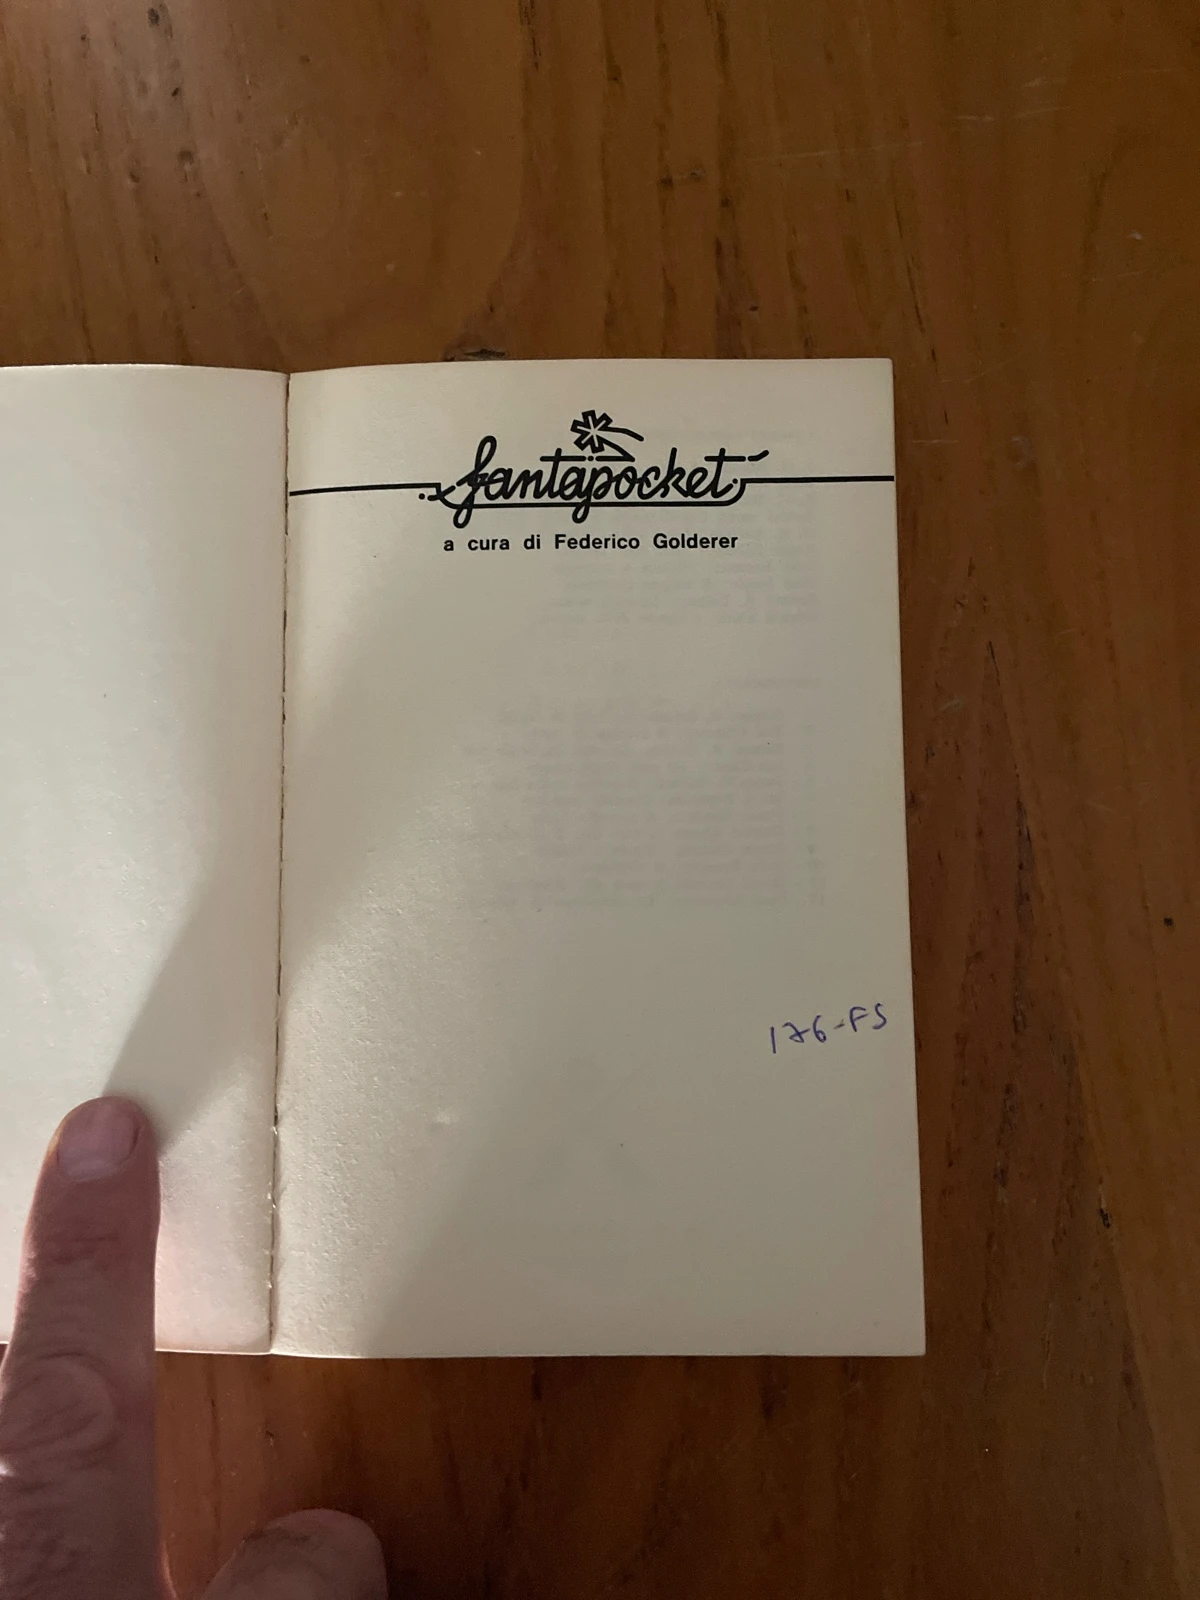 fantapocket
a cura di Federico Golderer
176-FS